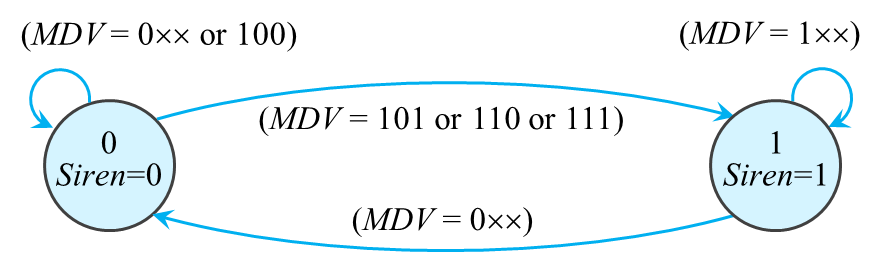 (MDV = 0×× or 100)
(MDV = 1××)
(MDV = 101 or 110 or 111)
0
Siren=0
1
Siren=1
(MDV = 0××)